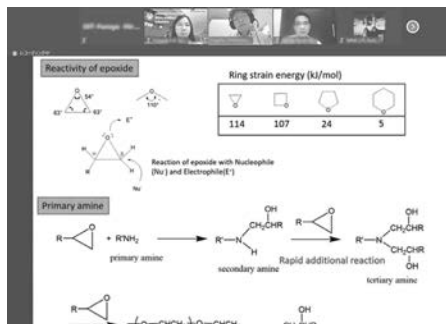 Reactivity of epoxide
O
54°
63°
63°
O
110°
Ring strain energy (kJ/mol)
O
O
O
O
114
107
24
5
E⁺
O
H
H
R
H
Nu
Reaction of epoxide with Nucleophile
(Nu⁻) and Electrophile(E⁺)
Primary amine
R
O
+ R'NH₂
primary amine
OH
CH₂CHR
R'-N
H
secondary amine
R
O
Rapid additional reaction
OH
CH₂CHR
R'-N
CH₂CHR
OH
tertiary amine
R
O
OH